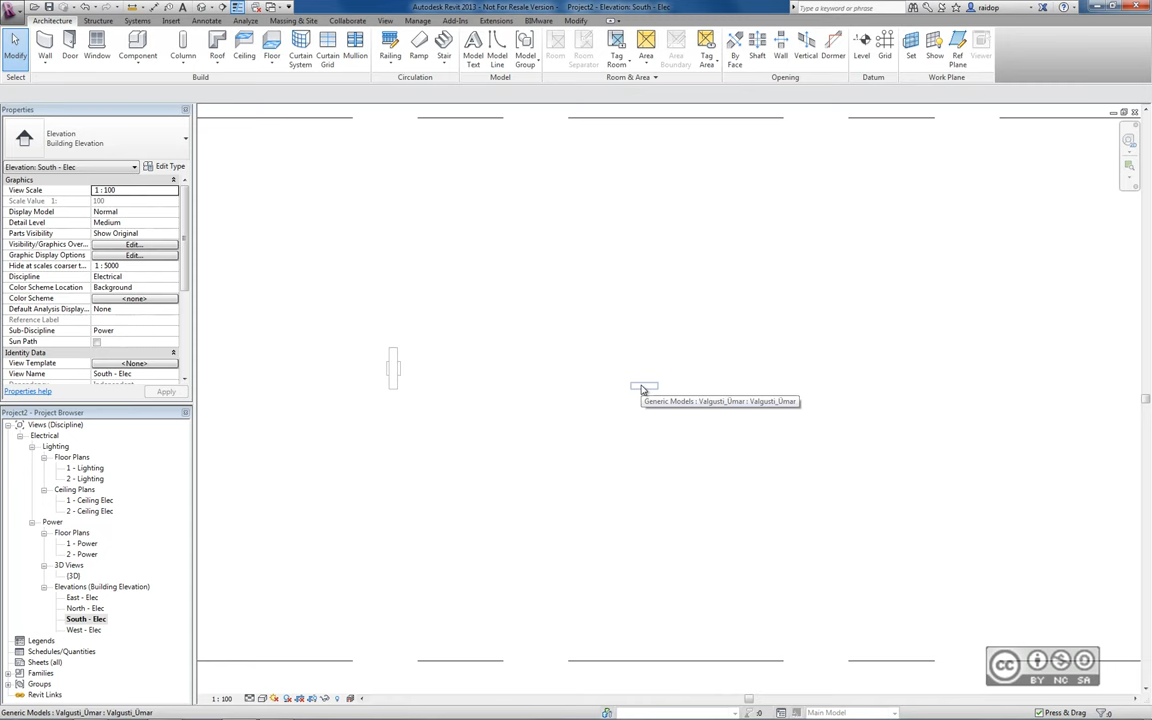 Autodesk Revit 2013 - Not For Resale Version - Project2 - Elevation: South - Elec
Type a keyword or phrase
raidop
Architecture Structure Systems Insert Annotate Analyze Massing & Site Collaborate View Manage Add-Ins Extensions BIMware Modify
Modify Wall Door Window Component Column Roof Ceiling Floor Curtain System Curtain Grid Mullion Railing Ramp Stair Model Text Model Line Model Group Room Room Separator Tag Room Area Area Boundary Tag Area By Face Shaft Wall Vertical Dormer Level Grid Set Show Ref Plane Viewer
Select Build Circulation Model Room & Area Opening Datum Work Plane
Properties
Elevation
Building Elevation
Elevation: South - Elec Edit Type
Graphics
View Scale 1 : 100
Scale Value 1: 100
Display Model Normal
Detail Level Medium
Parts Visibility Show Original
Visibility/Graphics Over... Edit...
Graphic Display Options Edit...
Hide at scales coarser t... 1 : 5000
Discipline Electrical
Color Scheme Location Background
Color Scheme <none>
Default Analysis Display... None
Reference Label
Sub-Discipline Power
Sun Path
Identity Data
View Template <None>
View Name South - Elec
Dependency Independent
Properties help Apply
Project2 - Project Browser
Views (Discipline)
Electrical
Lighting
Floor Plans
1 - Lighting
2 - Lighting
Ceiling Plans
1 - Ceiling Elec
2 - Ceiling Elec
Power
Floor Plans
1 - Power
2 - Power
3D Views
{3D}
Elevations (Building Elevation)
East - Elec
North - Elec
South - Elec
West - Elec
Legends
Schedules/Quantities
Sheets (all)
Families
Groups
Revit Links
Generic Models : Valgusti_Ümar : Valgusti_Ümar
cc
BY NC SA
1 : 100
Generic Models : Valgusti_Ümar : Valgusti_Ümar
:0
Main Model
Press & Drag
:0